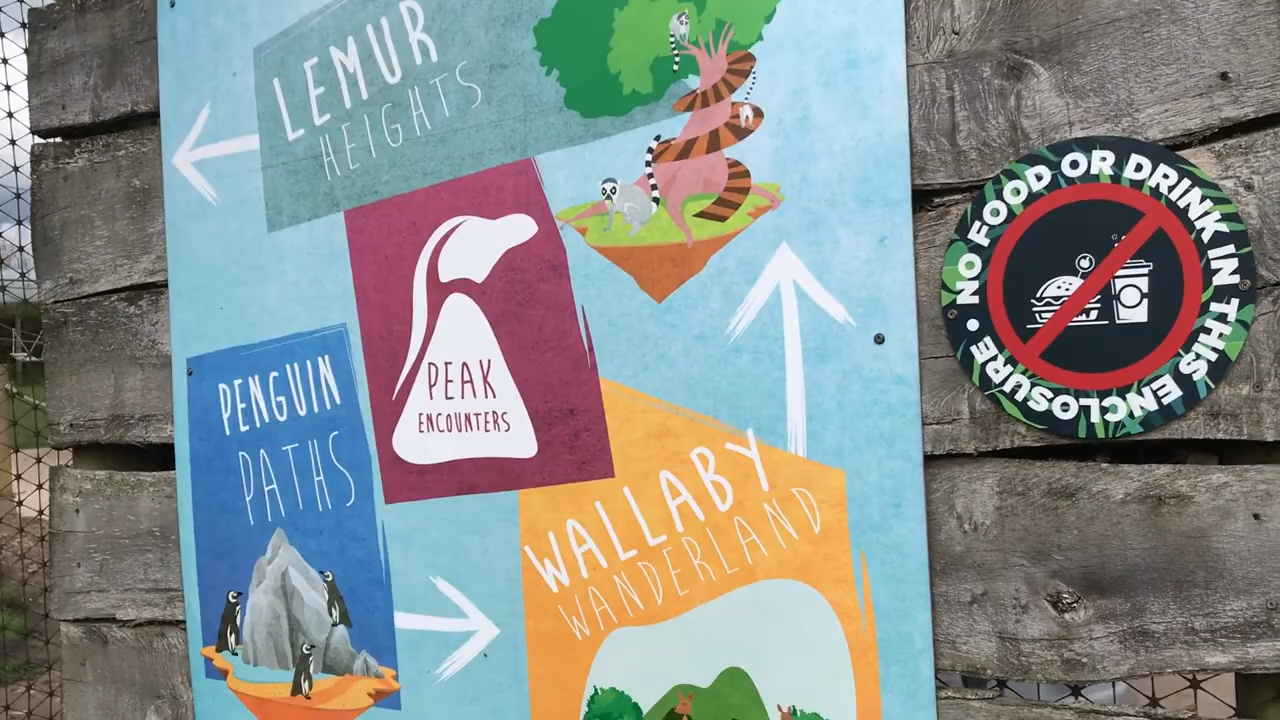 LEMUR
HEIGHTS
PEAK
ENCOUNTERS
PENGUIN
PATHS
WALLABY
WANDERLAND
NO FOOD OR DRINK IN THIS ENCLOSURE •